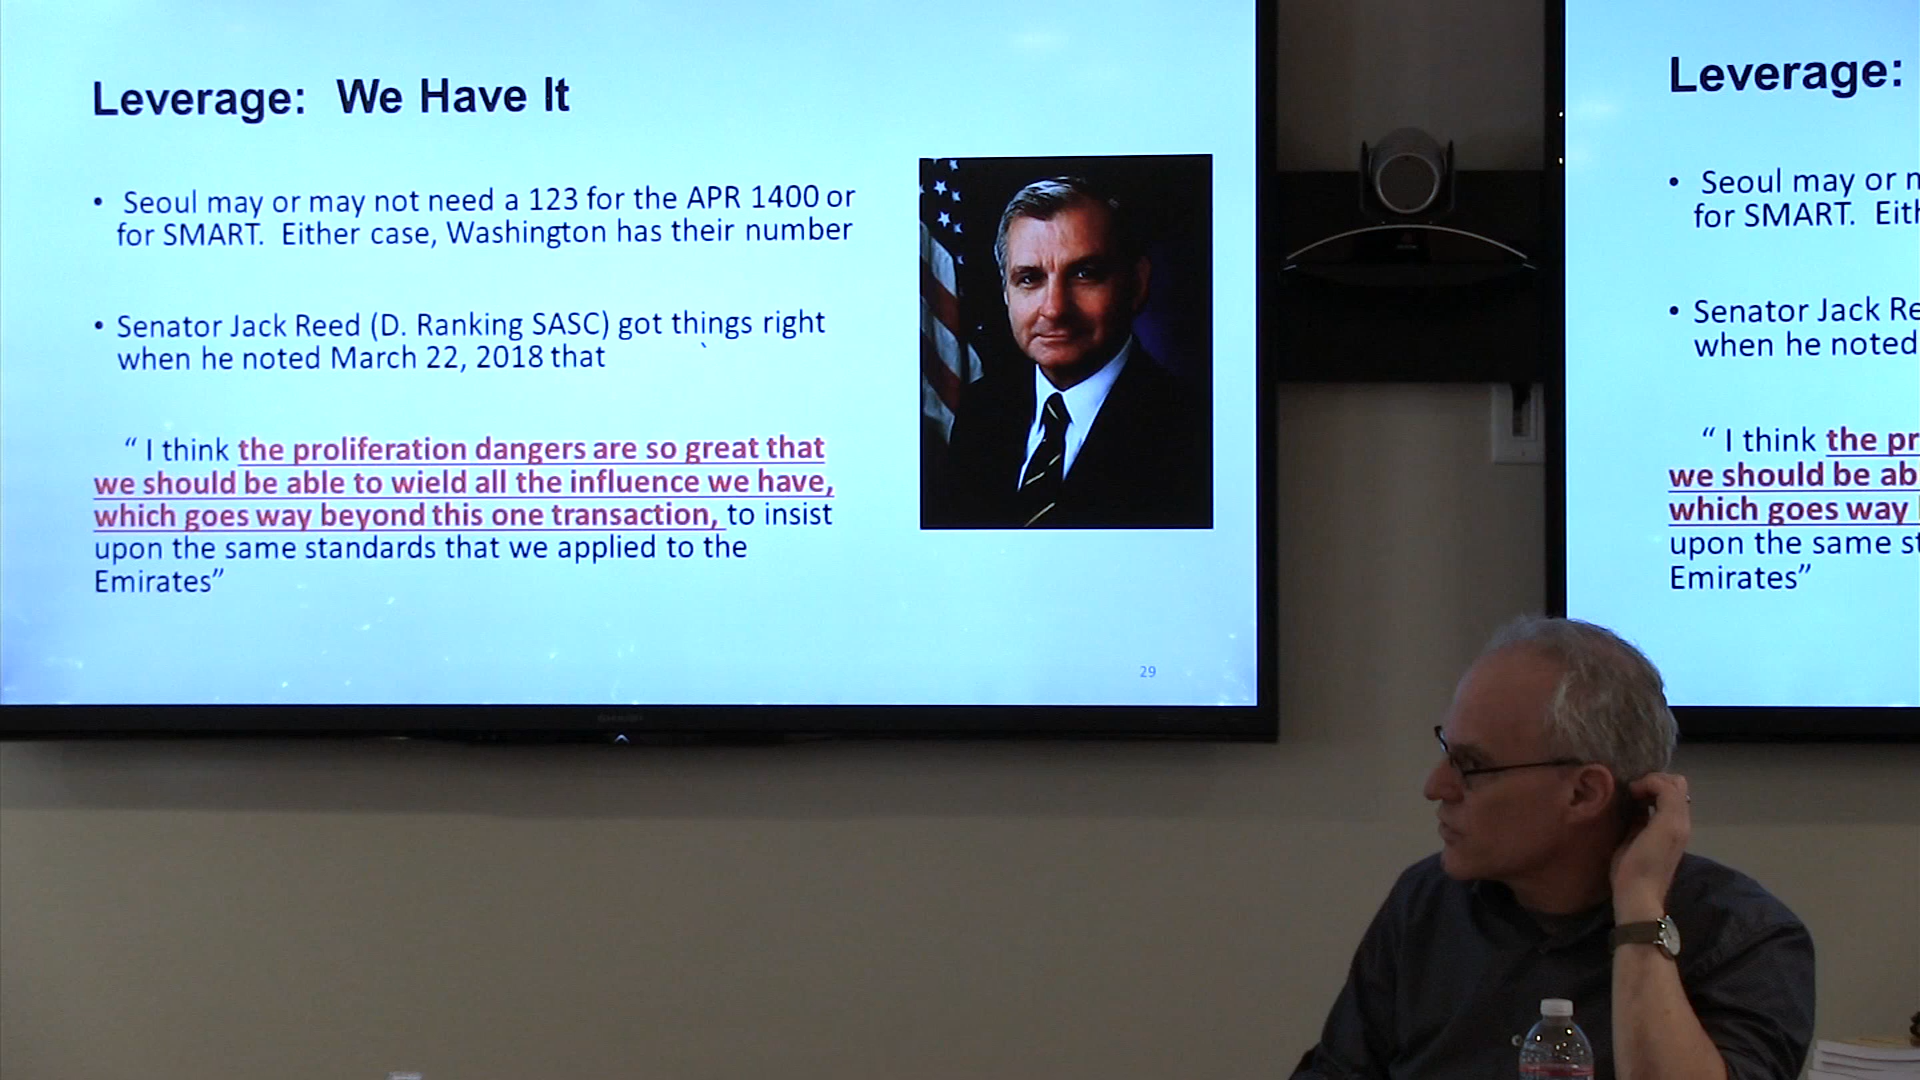 Leverage: We Have It
• Seoul may or may not need a 123 for the APR 1400 or
for SMART. Either case, Washington has their number
• Senator Jack Reed (D. Ranking SASC) got things right
when he noted March 22, 2018 that
“ I think the proliferation dangers are so great that
we should be able to wield all the influence we have,
which goes way beyond this one transaction, to insist
upon the same standards that we applied to the
Emirates”
29
Leverage:
• Seoul may or
for SMART. Eit
• Senator Jack Re
when he noted
“ I think the pr
we should be ab
which goes way
upon the same st
Emirates”